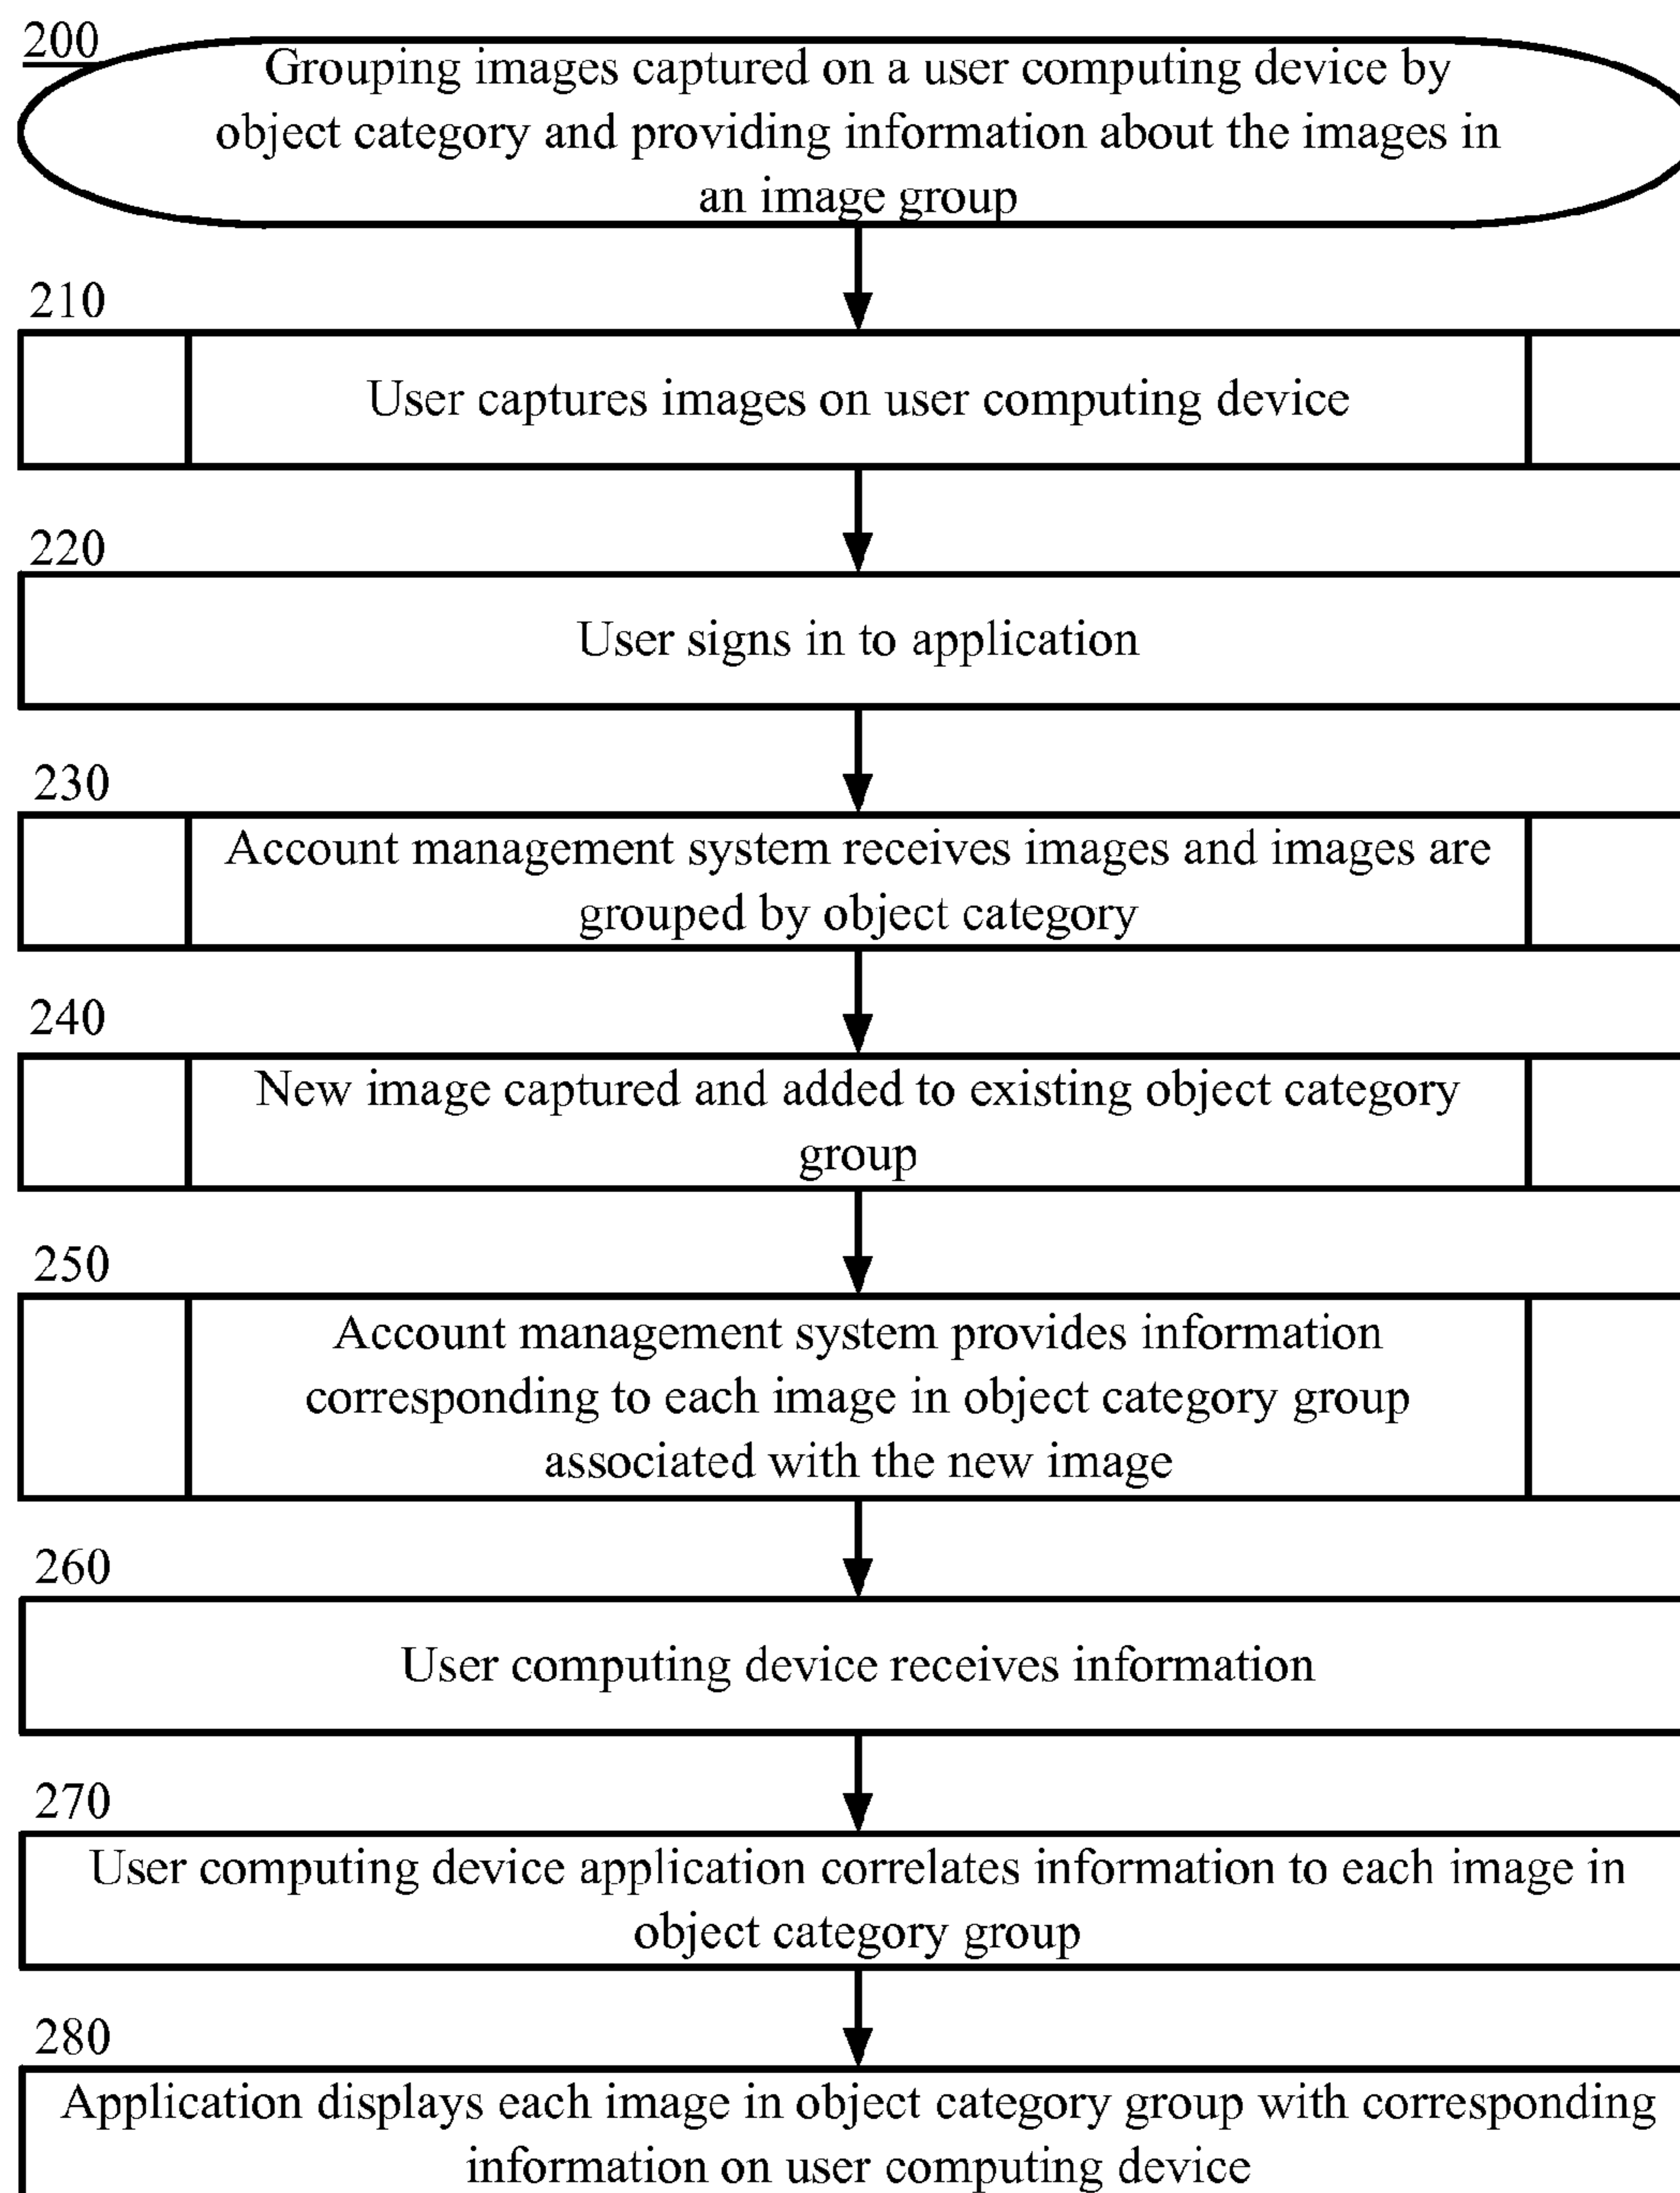 200
Grouping images captured on a user computing device by
object category and providing information about the images in
an image group
210
User captures images on user computing device
220
User signs in to application
230
Account management system receives images and images are
grouped by object category
240
New image captured and added to existing object category
group
250
Account management system provides information
corresponding to each image in object category group
associated with the new image
260
User computing device receives information
270
User computing device application correlates information to each image in
object category group
280
Application displays each image in object category group with corresponding
information on user computing device